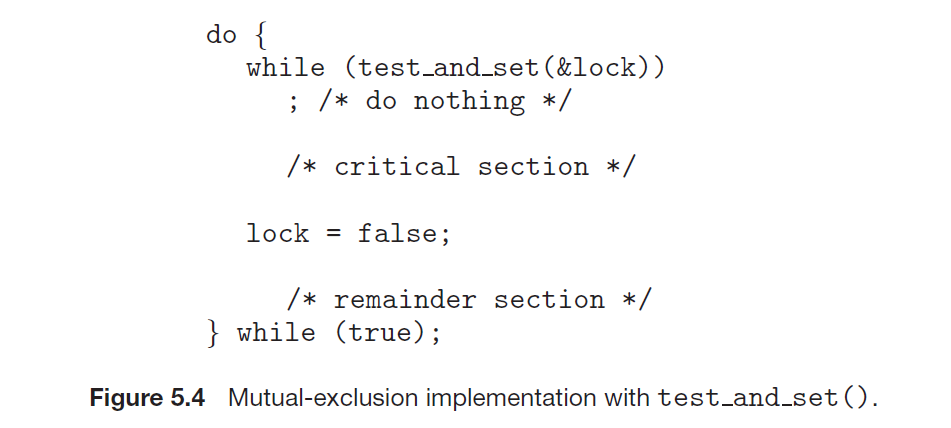 do {
while (test_and_set(&lock))
; /* do nothing */
/* critical section */
lock = false;
/* remainder section */
} while (true);
Figure 5.4 Mutual-exclusion implementation with test_and_set().